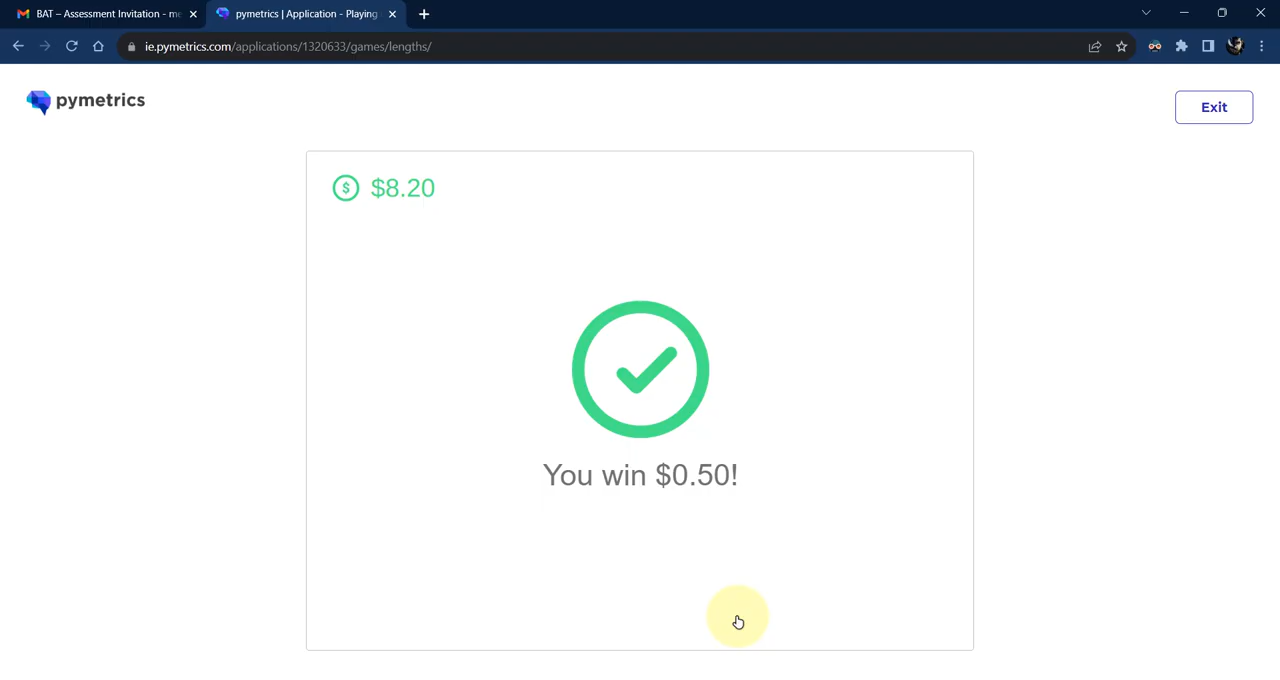 BAT – Assessment Invitation - me
pymetrics | Application - Playing
ie.pymetrics.com/applications/1320633/games/lengths/
pymetrics
Exit
$8.20
You win $0.50!